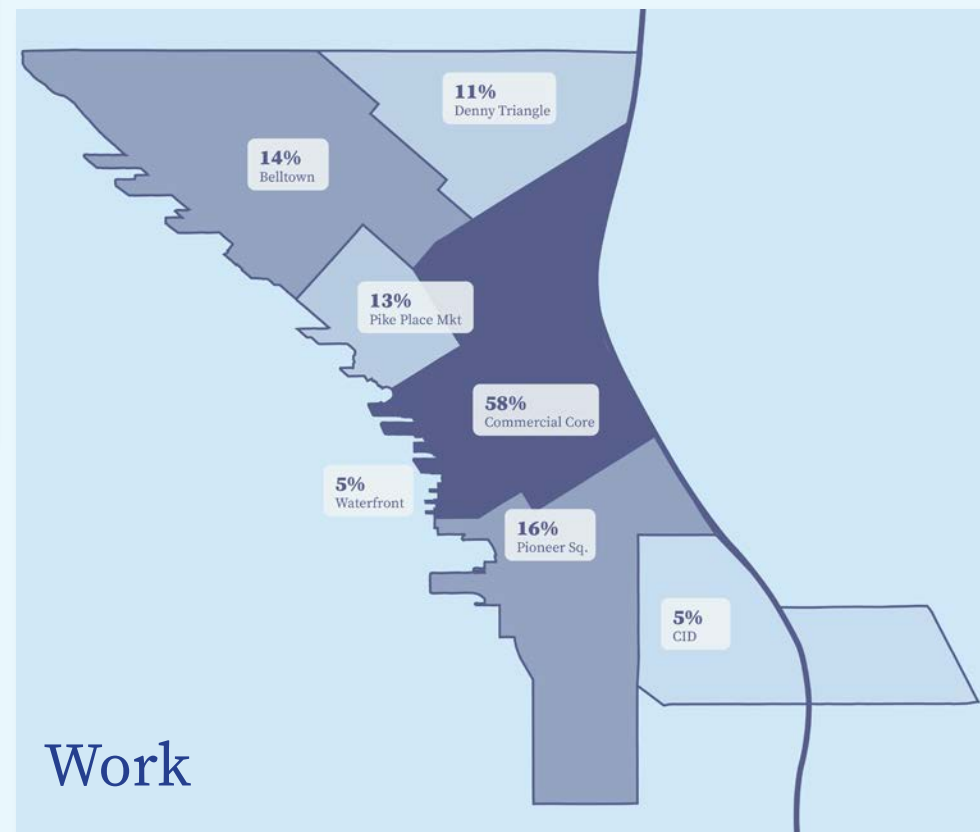 11%
Denny Triangle
14%
Belltown
13%
Pike Place Mkt
58%
Commercial Core
5%
Waterfront
16%
Pioneer Sq.
5%
CID
Work